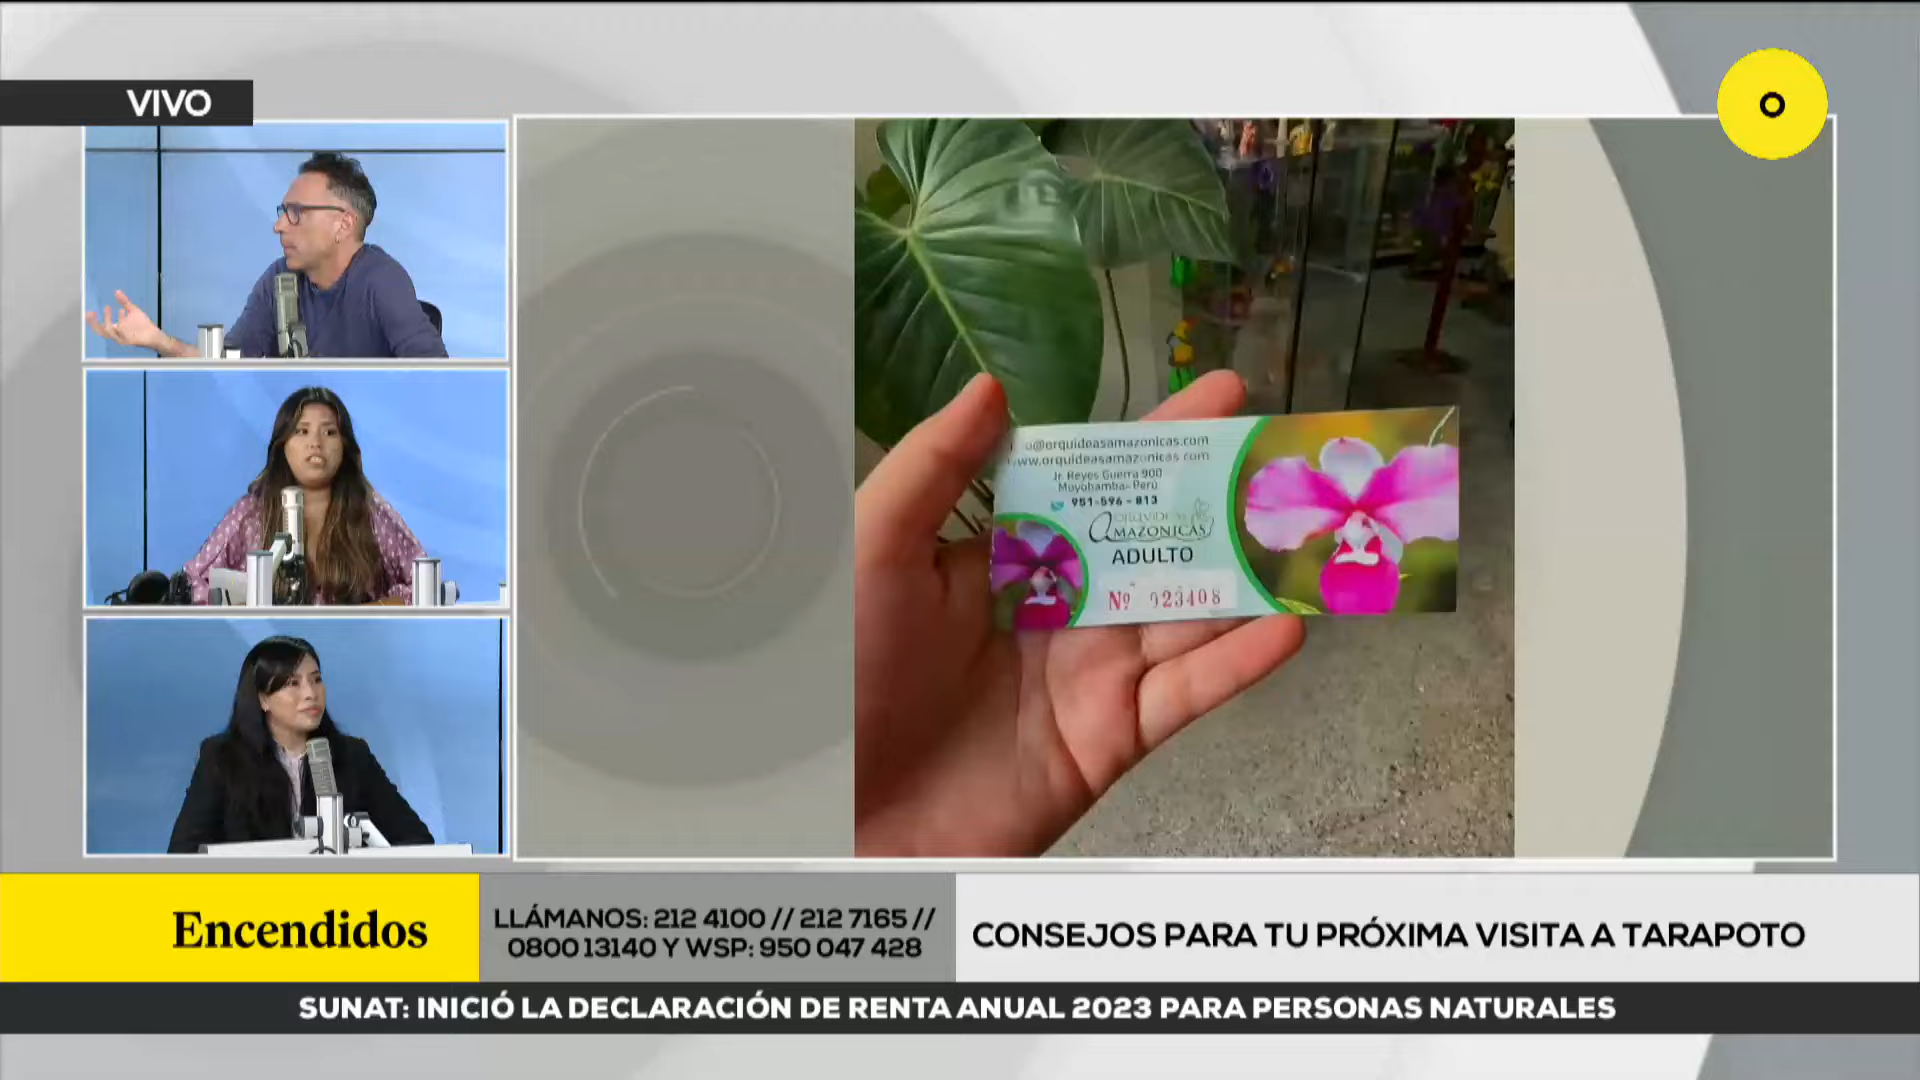 VIVO
o@orquideasamazonicas.com
www.orquideasamazonicas.com
Jr. Reyes Guerra 900
Moyobamba- Perú
951-596-813
ORQVIDEAS
AMAZONICAS
ADULTO
Nº 023408
Encendidos
LLÁMANOS: 212 4100 // 212 7165 //
0800 13140 Y WSP: 950 047 428
CONSEJOS PARA TU PRÓXIMA VISITA A TARAPOTO
SUNAT: INICIÓ LA DECLARACIÓN DE RENTA ANUAL 2023 PARA PERSONAS NATURALES